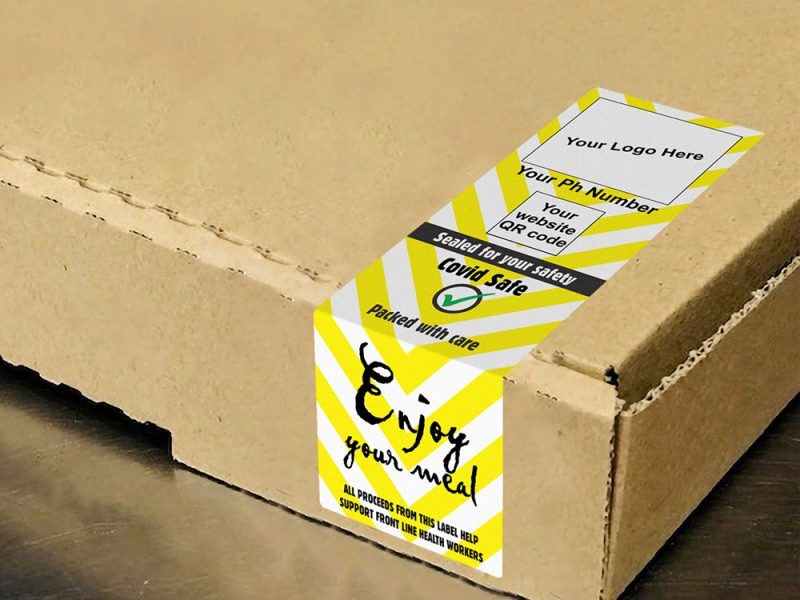 Your Logo Here
Your Ph Number
Your
website
QR code
Sealed for your safety
Covid Safe
Packed with care
Enjoy
your meal
ALL PROCEEDS FROM THIS LABEL HELP
SUPPORT FRONT LINE HEALTH WORKERS